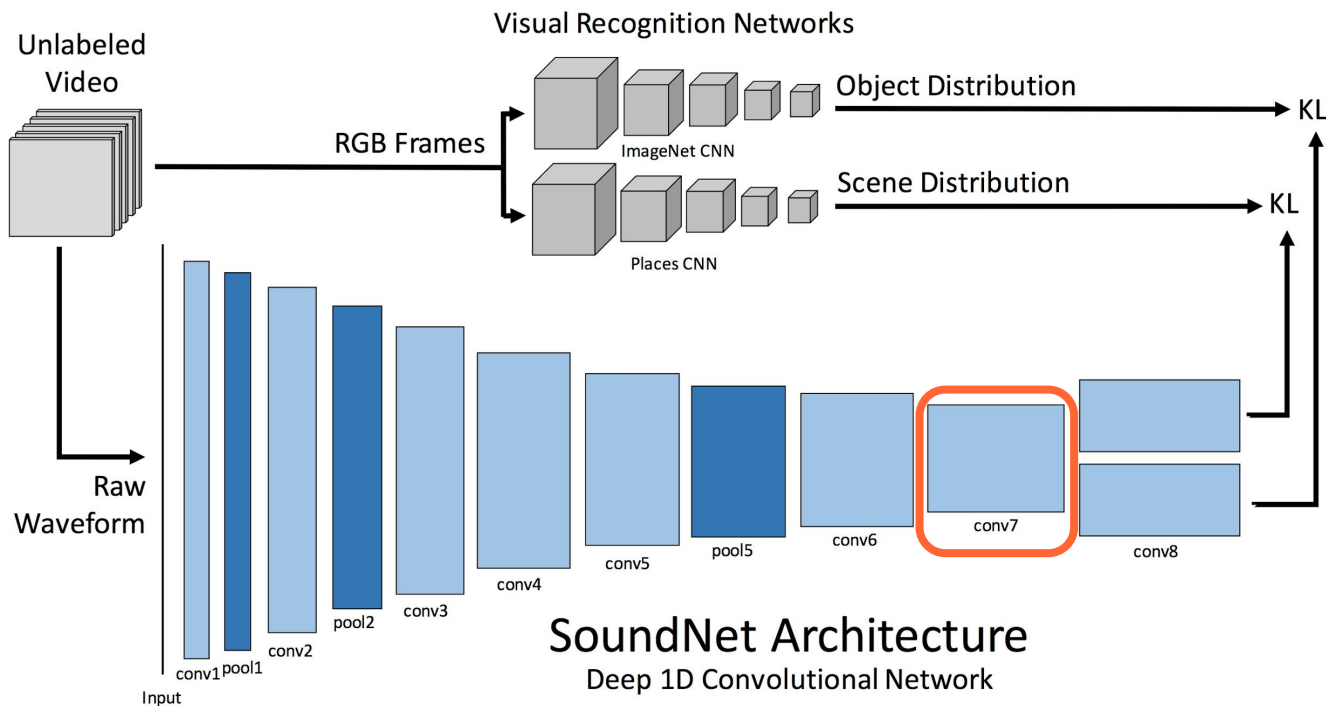 Visual Recognition Networks
Unlabeled
Video
RGB Frames
ImageNet CNN
Object Distribution
KL
Places CNN
Scene Distribution
KL
Raw
Waveform
Input
conv1
pool1
conv2
pool2
conv3
conv4
conv5
pool5
conv6
conv7
conv8
SoundNet Architecture
Deep 1D Convolutional Network